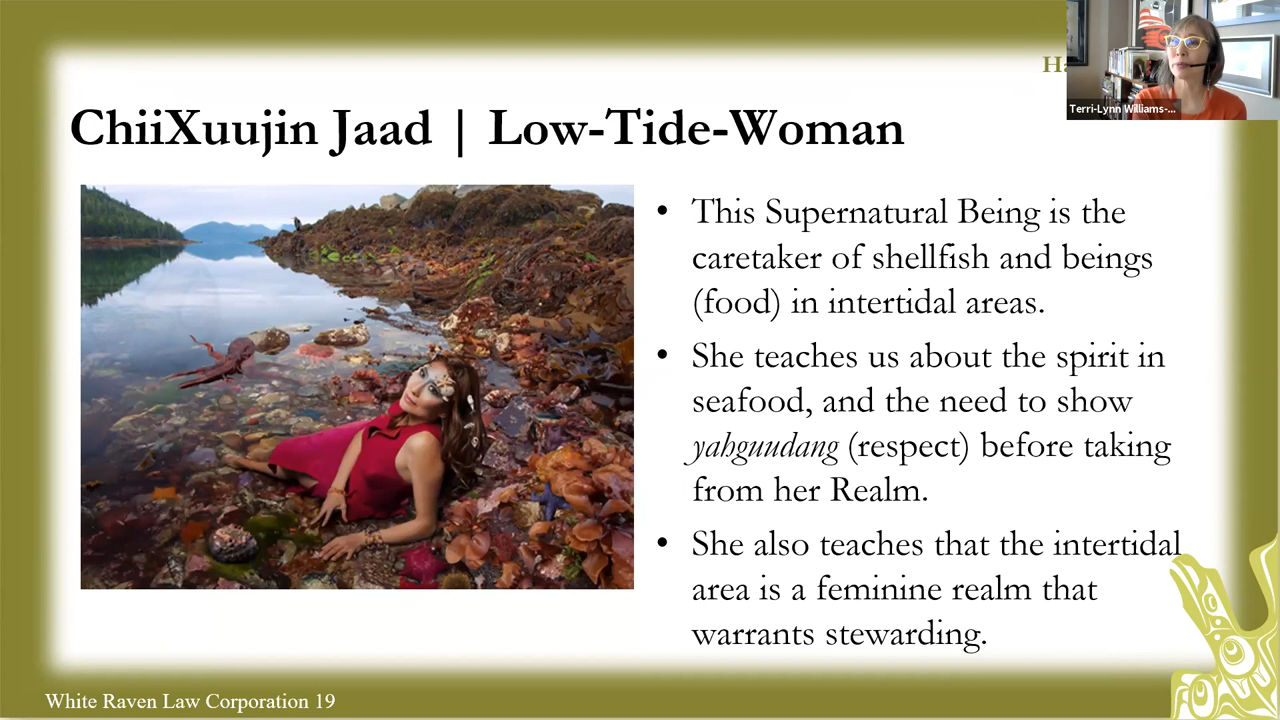 Terri-Lynn Williams-...
ChiiXuujin Jaad | Low-Tide-Woman
• This Supernatural Being is the
caretaker of shellfish and beings
(food) in intertidal areas.
• She teaches us about the spirit in
seafood, and the need to show
yahguudang (respect) before taking
from her Realm.
• She also teaches that the intertidal
area is a feminine realm that
warrants stewarding.
White Raven Law Corporation 19